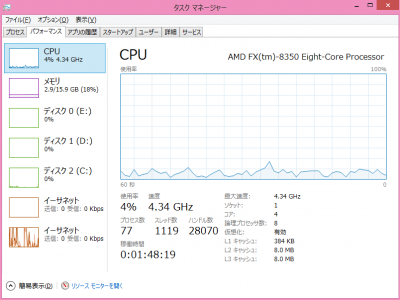 タスク マネージャー
ファイル(F) オプション(O) 表示(V)
プロセス パフォーマンス アプリの履歴 スタートアップ ユーザー 詳細 サービス
CPU
4% 4.34 GHz
メモリ
2.9/15.9 GB (18%)
ディスク 0 (E:)
0%
ディスク 1 (D:)
0%
ディスク 2 (C:)
0%
イーサネット
送信: 0 受信: 0 Kbps
イーサネット
送信: 0 受信: 0 Kbps
CPU AMD FX(tm)-8350 Eight-Core Processor
使用率 100%
60 秒 0
使用率 速度
4% 4.34 GHz
プロセス数 スレッド数 ハンドル数
77 1119 28070
稼働時間
0:01:48:19
最大速度: 4.34 GHz
ソケット: 1
コア: 4
論理プロセッサ数: 8
仮想化: 有効
L1 キャッシュ: 384 KB
L2 キャッシュ: 8.0 MB
L3 キャッシュ: 8.0 MB
簡易表示(D) リソース モニターを開く